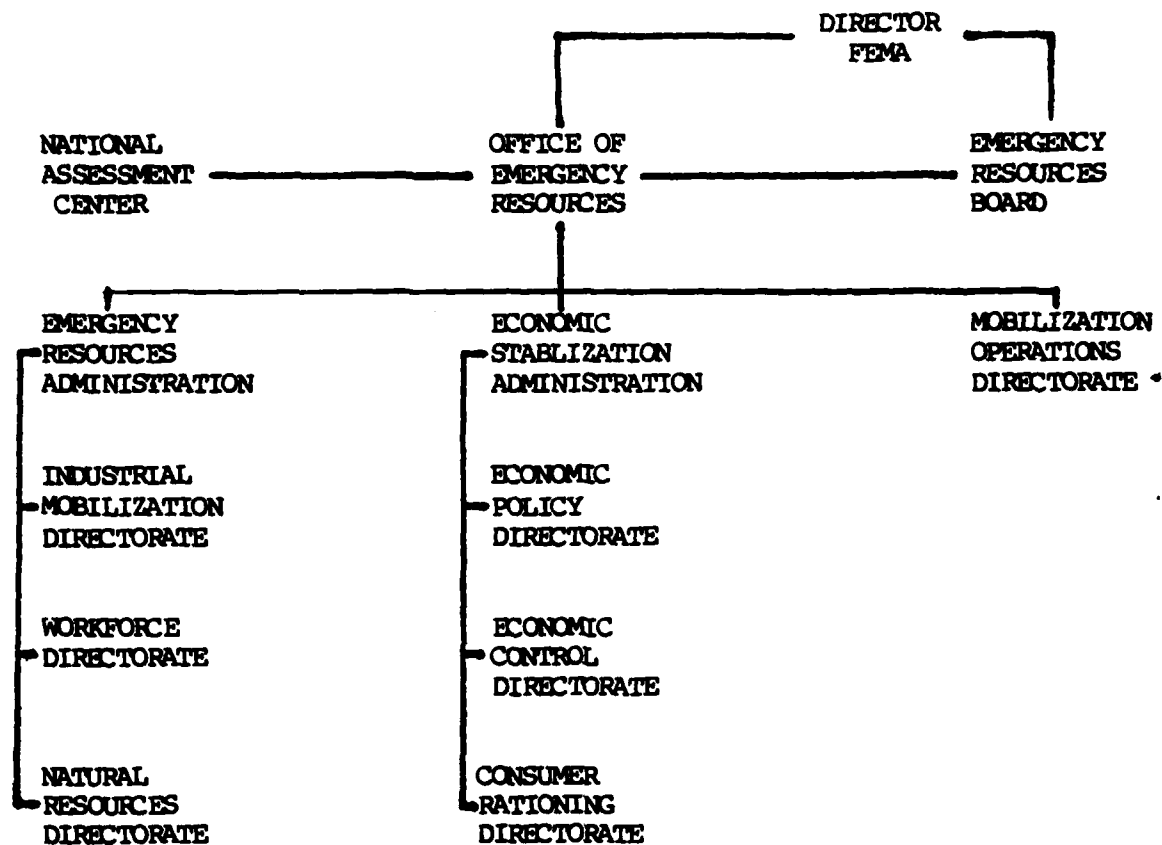 DIRECTOR
FEMA
NATIONAL
ASSESSMENT
CENTER
OFFICE OF
EMERGENCY
RESOURCES
EMERGENCY
RESOURCES
BOARD
EMERGENCY
RESOURCES
ADMINISTRATION
ECONOMIC
STABLIZATION
ADMINISTRATION
MOBILIZATION
OPERATIONS
DIRECTORATE
INDUSTRIAL
MOBILIZATION
DIRECTORATE
ECONOMIC
POLICY
DIRECTORATE
WORKFORCE
DIRECTORATE
ECONOMIC
CONTROL
DIRECTORATE
NATURAL
RESOURCES
DIRECTORATE
CONSUMER
RATIONING
DIRECTORATE